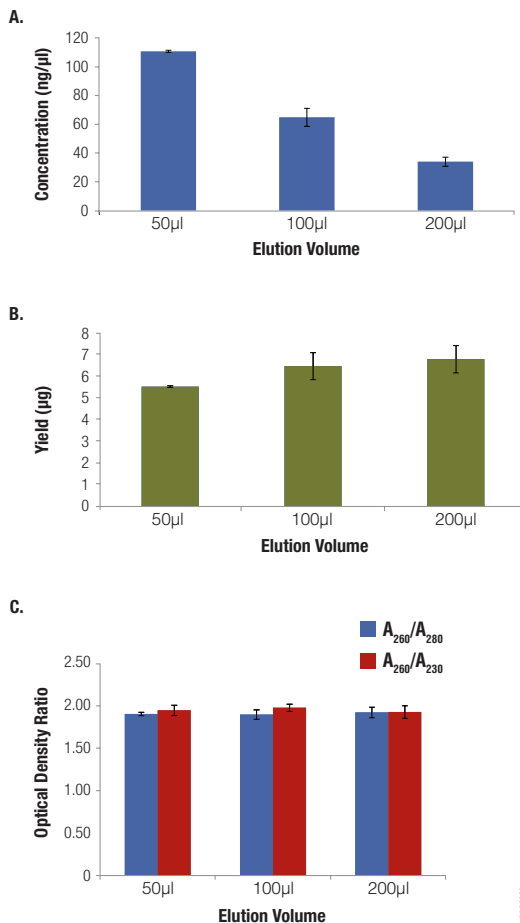 A.
Concentration (ng/µl)
120
100
80
60
40
20
0
50µl 100µl 200µl
Elution Volume
B.
Yield (µg)
8
7
6
5
4
3
2
1
0
50µl 100µl 200µl
Elution Volume
C.
A260/A280
A260/A230
Optical Density Ratio
2.50
2.00
1.50
1.00
0.50
0
50µl 100µl 200µl
Elution Volume